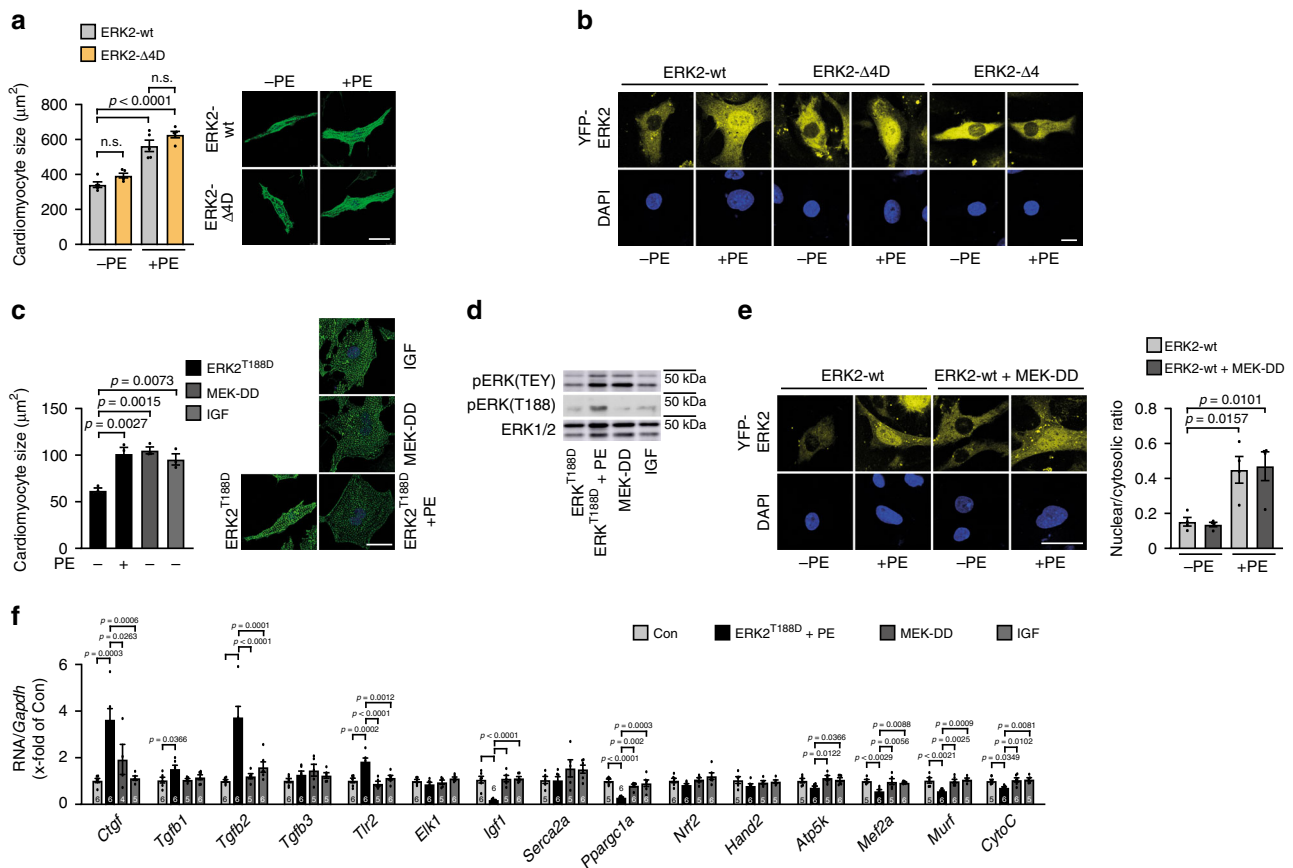 a
ERK2-wt
ERK2-Δ4D
n.s.
p < 0.0001
n.s.
Cardiomyocyte size (μm²)
800
600
400
200
0
–PE
+PE
–PE
+PE
ERK2-
wt
ERK2-
Δ4D
b
ERK2-wt
ERK2-Δ4D
ERK2-Δ4
YFP-
ERK2
DAPI
–PE
+PE
–PE
+PE
–PE
+PE
c
ERK2ᵀ¹⁸⁸ᴰ
MEK-DD
IGF
p = 0.0073
p = 0.0015
p = 0.0027
Cardiomyocyte size (μm²)
150
100
50
0
PE
–
+
–
–
IGF
MEK-DD
ERK2ᵀ¹⁸⁸ᴰ
ERK2ᵀ¹⁸⁸ᴰ
+PE
d
pERK(TEY)
50 kDa
pERK(T188)
50 kDa
ERK1/2
50 kDa
ERKᵀ¹⁸⁸ᴰ
ERKᵀ¹⁸⁸ᴰ + PE
MEK-DD
IGF
e
ERK2-wt
ERK2-wt + MEK-DD
YFP-
ERK2
DAPI
–PE
+PE
–PE
+PE
ERK2-wt
ERK2-wt + MEK-DD
p = 0.0101
p = 0.0157
Nuclear/cytosolic ratio
0.8
0.6
0.4
0.2
0
–PE
+PE
f
Con
ERK2ᵀ¹⁸⁸ᴰ + PE
MEK-DD
IGF
RNA/Gapdh
(x-fold of Con)
6
4
2
0
p = 0.0006
p = 0.0263
p = 0.0003
p = 0.0366
p = 0.0001
p < 0.0001
p = 0.0012
p < 0.0001
p = 0.0002
p < 0.0001
p = 0.0003
p = 0.002
p < 0.0001
p = 0.0366
p = 0.0122
p = 0.0088
p = 0.0056
p < 0.0029
p = 0.0009
p = 0.0025
p < 0.0021
p = 0.0081
p = 0.0102
p = 0.0349
Ctgf
Tgfb1
Tgfb2
Tgfb3
Tlr2
Elk1
Igf1
Serca2a
Ppargc1a
Nrf2
Hand2
Atp5k
Mef2a
Murf
CytoC